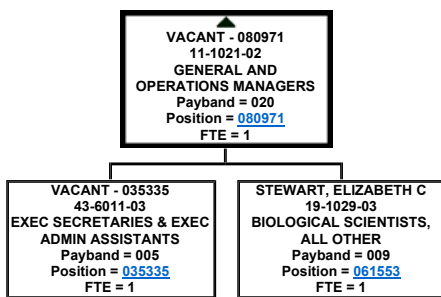 VACANT - 080971
11-1021-02
GENERAL AND
OPERATIONS MANAGERS
Payband = 020
Position = 080971
FTE = 1
VACANT - 035335
43-6011-03
EXEC SECRETARIES & EXEC
ADMIN ASSISTANTS
Payband = 005
Position = 035335
FTE = 1
STEWART, ELIZABETH C
19-1029-03
BIOLOGICAL SCIENTISTS,
ALL OTHER
Payband = 009
Position = 061553
FTE = 1